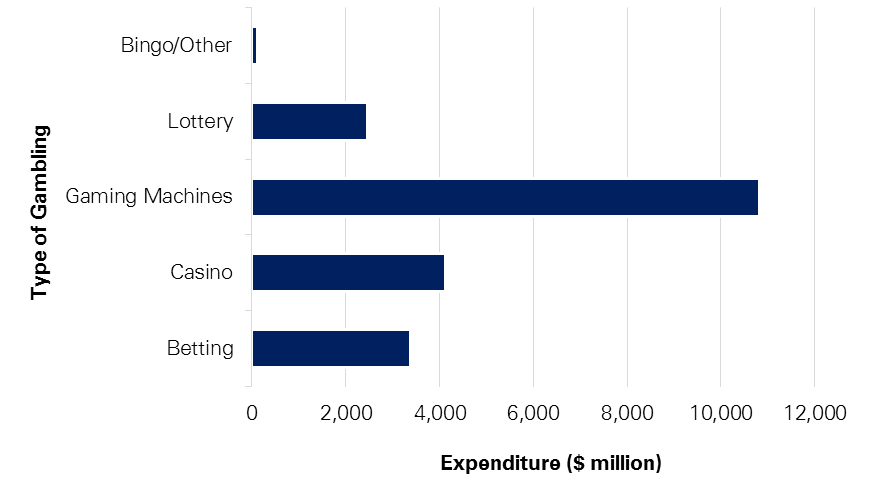 Bingo/Other
Lottery
Gaming Machines
Casino
Betting
Type of Gambling
0 2,000 4,000 6,000 8,000 10,000 12,000
Expenditure ($ million)